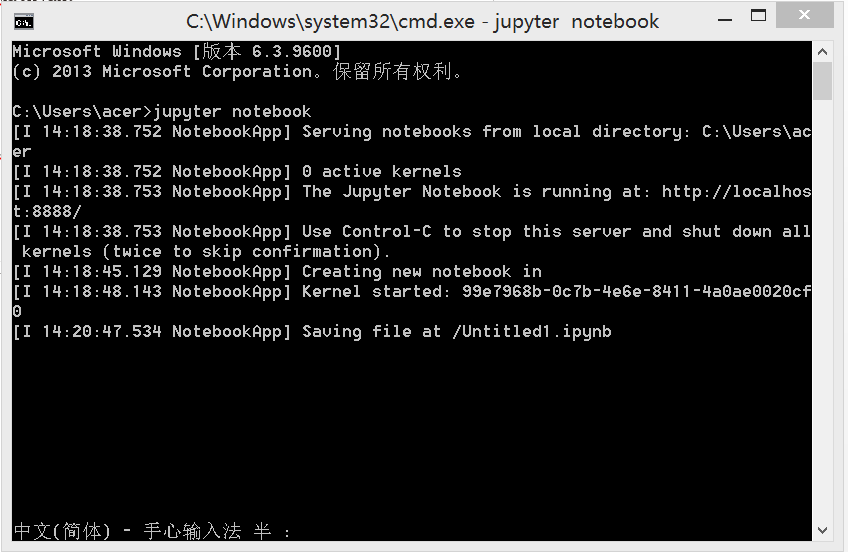 C:\Windows\system32\cmd.exe - jupyter  notebook
Microsoft Windows [版本 6.3.9600]
(c) 2013 Microsoft Corporation。保留所有权利。
C:\Users\acer>jupyter notebook
[I 14:18:38.752 NotebookApp] Serving notebooks from local directory: C:\Users\ac
er
[I 14:18:38.752 NotebookApp] 0 active kernels
[I 14:18:38.753 NotebookApp] The Jupyter Notebook is running at: http://localhos
t:8888/
[I 14:18:38.753 NotebookApp] Use Control-C to stop this server and shut down all
 kernels (twice to skip confirmation).
[I 14:18:45.129 NotebookApp] Creating new notebook in
[I 14:18:48.143 NotebookApp] Kernel started: 99e7968b-0c7b-4e6e-8411-4a0ae0020cf
0
[I 14:20:47.534 NotebookApp] Saving file at /Untitled1.ipynb
中文(简体) - 手心输入法 半 :